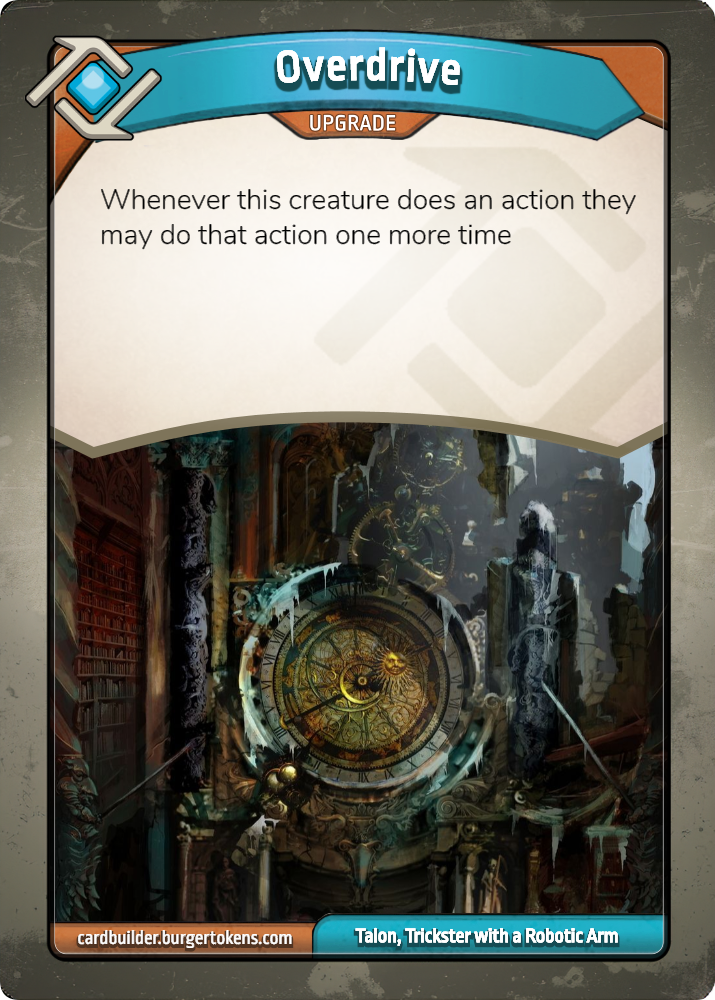 Overdrive
UPGRADE
Whenever this creature does an action they
may do that action one more time
cardbuilder.burgertokens.com
Talon, Trickster with a Robotic Arm